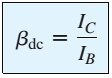 β_dc = I_C / I_B